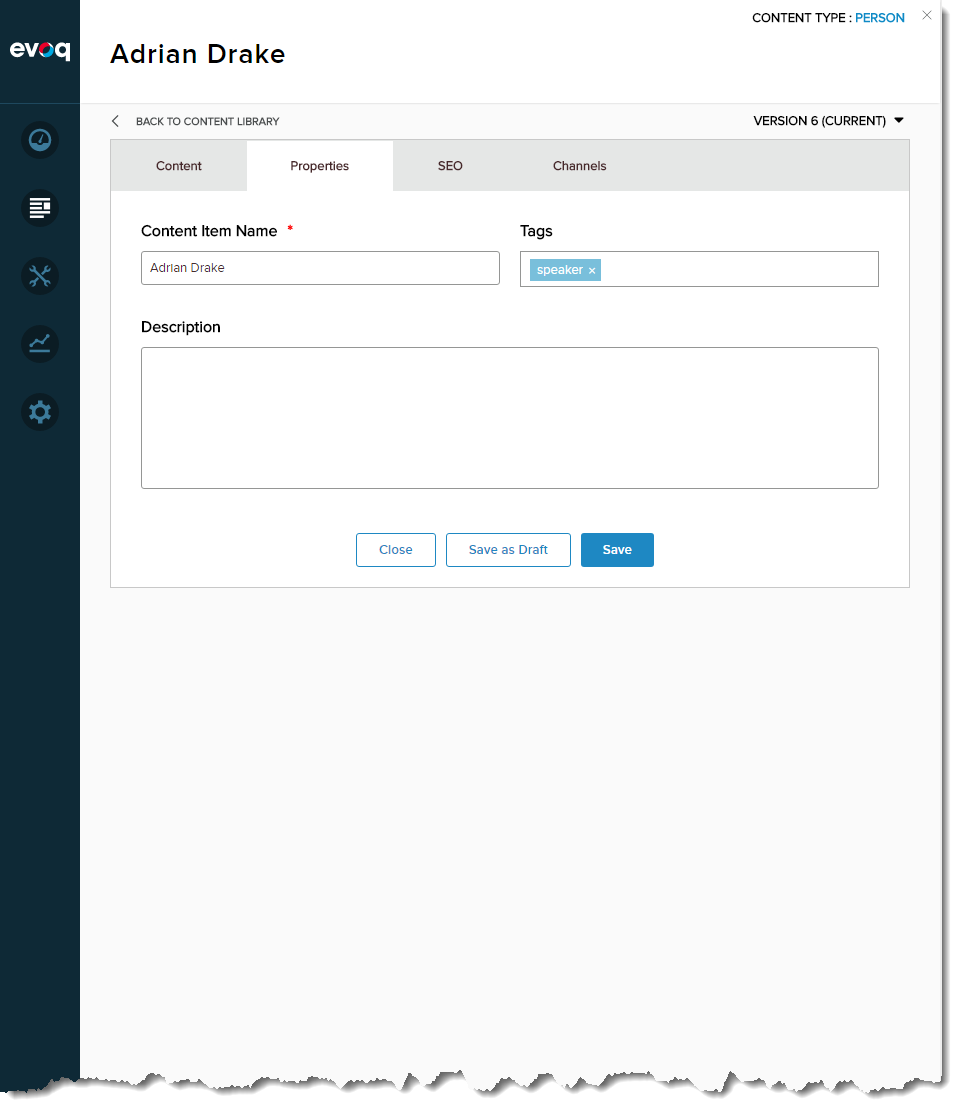 CONTENT TYPE : PERSON
evoq
Adrian Drake
BACK TO CONTENT LIBRARY
VERSION 6 (CURRENT)
Content Properties SEO Channels
Content Item Name * Tags
Adrian Drake speaker ×
Description
Close Save as Draft Save